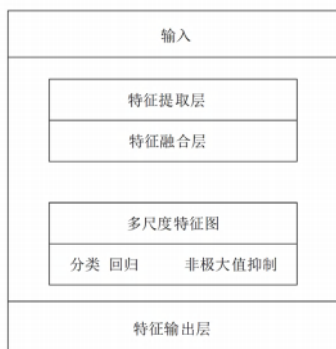 输入
特征提取层
特征融合层
多尺度特征图
分类 回归 非极大值抑制
特征输出层